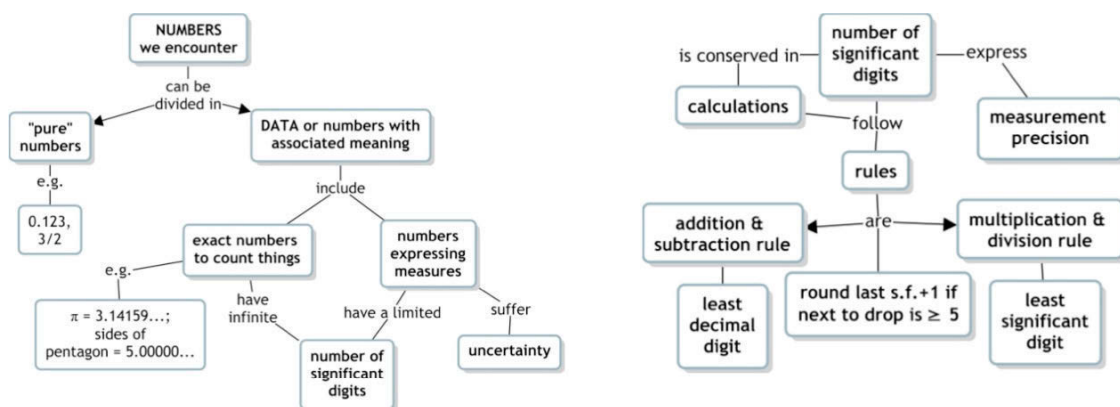 NUMBERS
we encounter
can be
divided in
"pure"
numbers
DATA or numbers with
associated meaning
e.g.
0.123,
3/2
include
exact numbers
to count things
numbers
expressing
measures
e.g.
π = 3.14159...;
sides of
pentagon = 5.00000...
have
infinite
have a limited
suffer
number of
significant
digits
uncertainty
number of
significant
digits
is conserved in
express
calculations
follow
measurement
precision
rules
are
addition &
subtraction rule
multiplication &
division rule
least
decimal
digit
round last s.f.+1 if
next to drop is ≥ 5
least
significant
digit